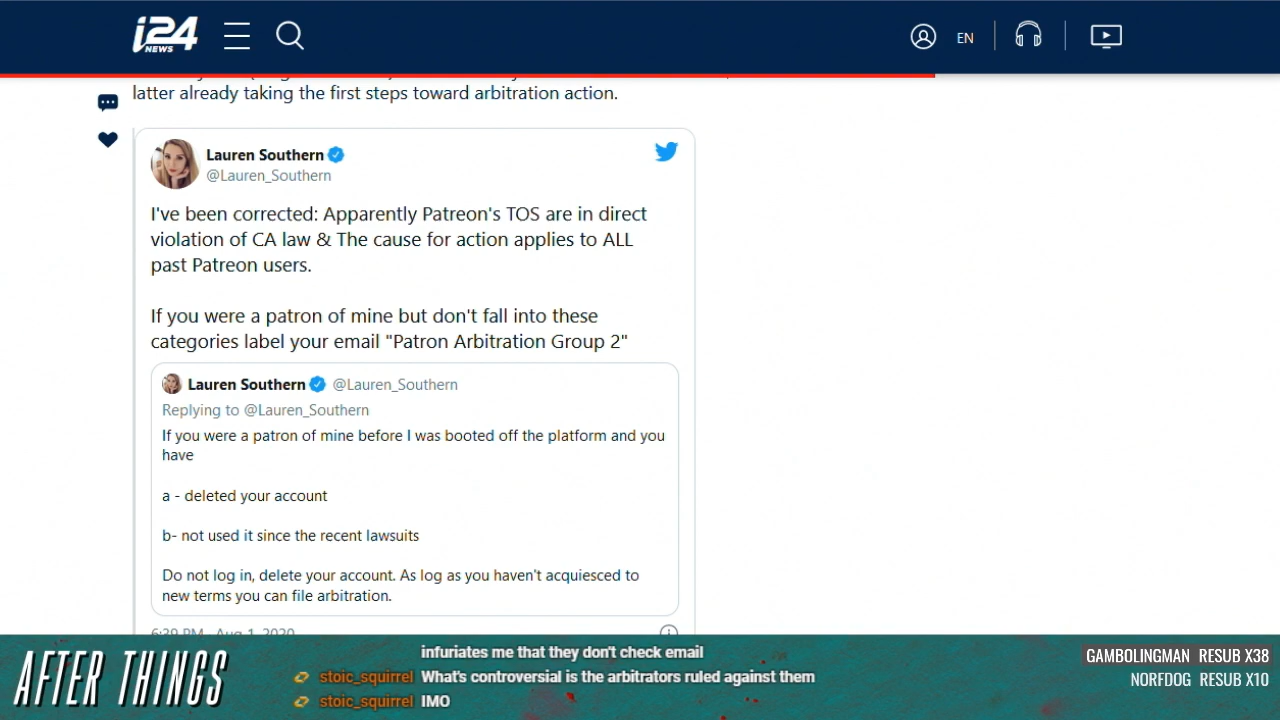 i24
NEWS
EN
latter already taking the first steps toward arbitration action.
Lauren Southern
@Lauren_Southern
I've been corrected: Apparently Patreon's TOS are in direct
violation of CA law & The cause for action applies to ALL
past Patreon users.
If you were a patron of mine but don't fall into these
categories label your email "Patron Arbitration Group 2"
Lauren Southern @Lauren_Southern
Replying to @Lauren_Southern
If you were a patron of mine before I was booted off the platform and you
have
a - deleted your account
b- not used it since the recent lawsuits
Do not log in, delete your account. As log as you haven't acquiesced to
new terms you can file arbitration.
6:39 PM · Aug 1, 2020
AFTER THINGS
infuriates me that they don't check email
stoic_squirrel What's controversial is the arbitrators ruled against them
stoic_squirrel IMO
GAMBOLINGMAN RESUB X38
NORFDOG RESUB X10